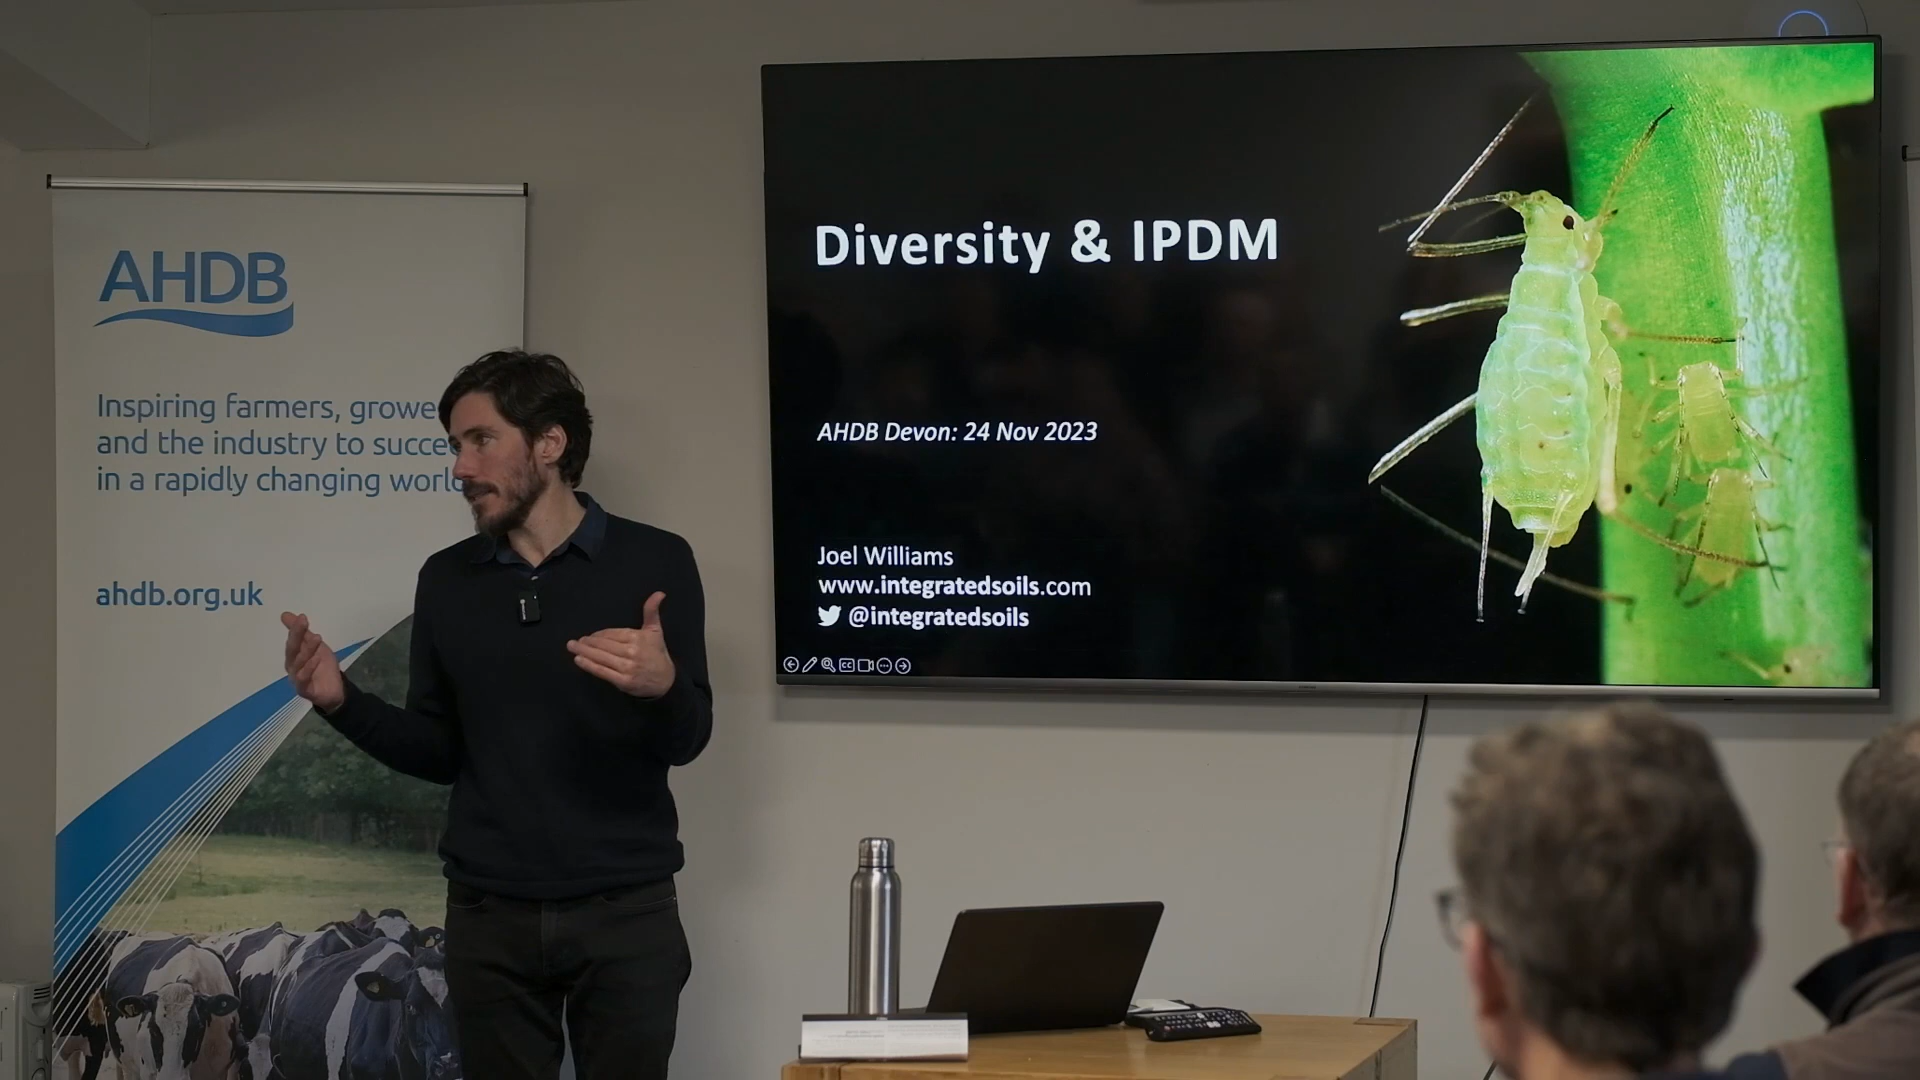 AHDB
Inspiring farmers, growe
and the industry to succe
in a rapidly changing world
ahdb.org.uk
Diversity & IPDM
AHDB Devon: 24 Nov 2023
Joel Williams
www.integratedsoils.com
@integratedsoils